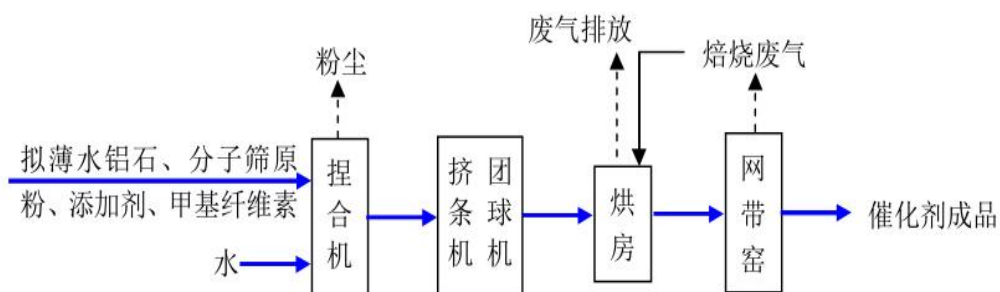 废气排放
粉尘
焙烧废气
拟薄水铝石、分子筛原
粉、添加剂、甲基纤维素
水
捏合机
挤条机
团球机
烘房
网带窑
催化剂成品